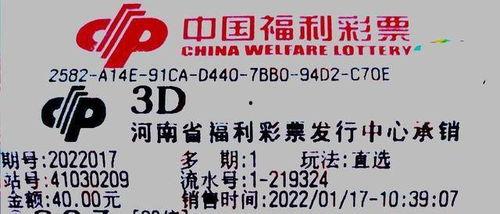 中国福利彩票
CHINA WELFARE LOTTERY
2582-A14E-91CA-D440-7BB0-94D2-C70E
3D
河南省福利彩票发行中心承销
期号:2022017 多期:1 玩法:直选
站号:41030209 流水号:1-219324
金额:40.00元 销售时间:2022/01/17-10:39:07